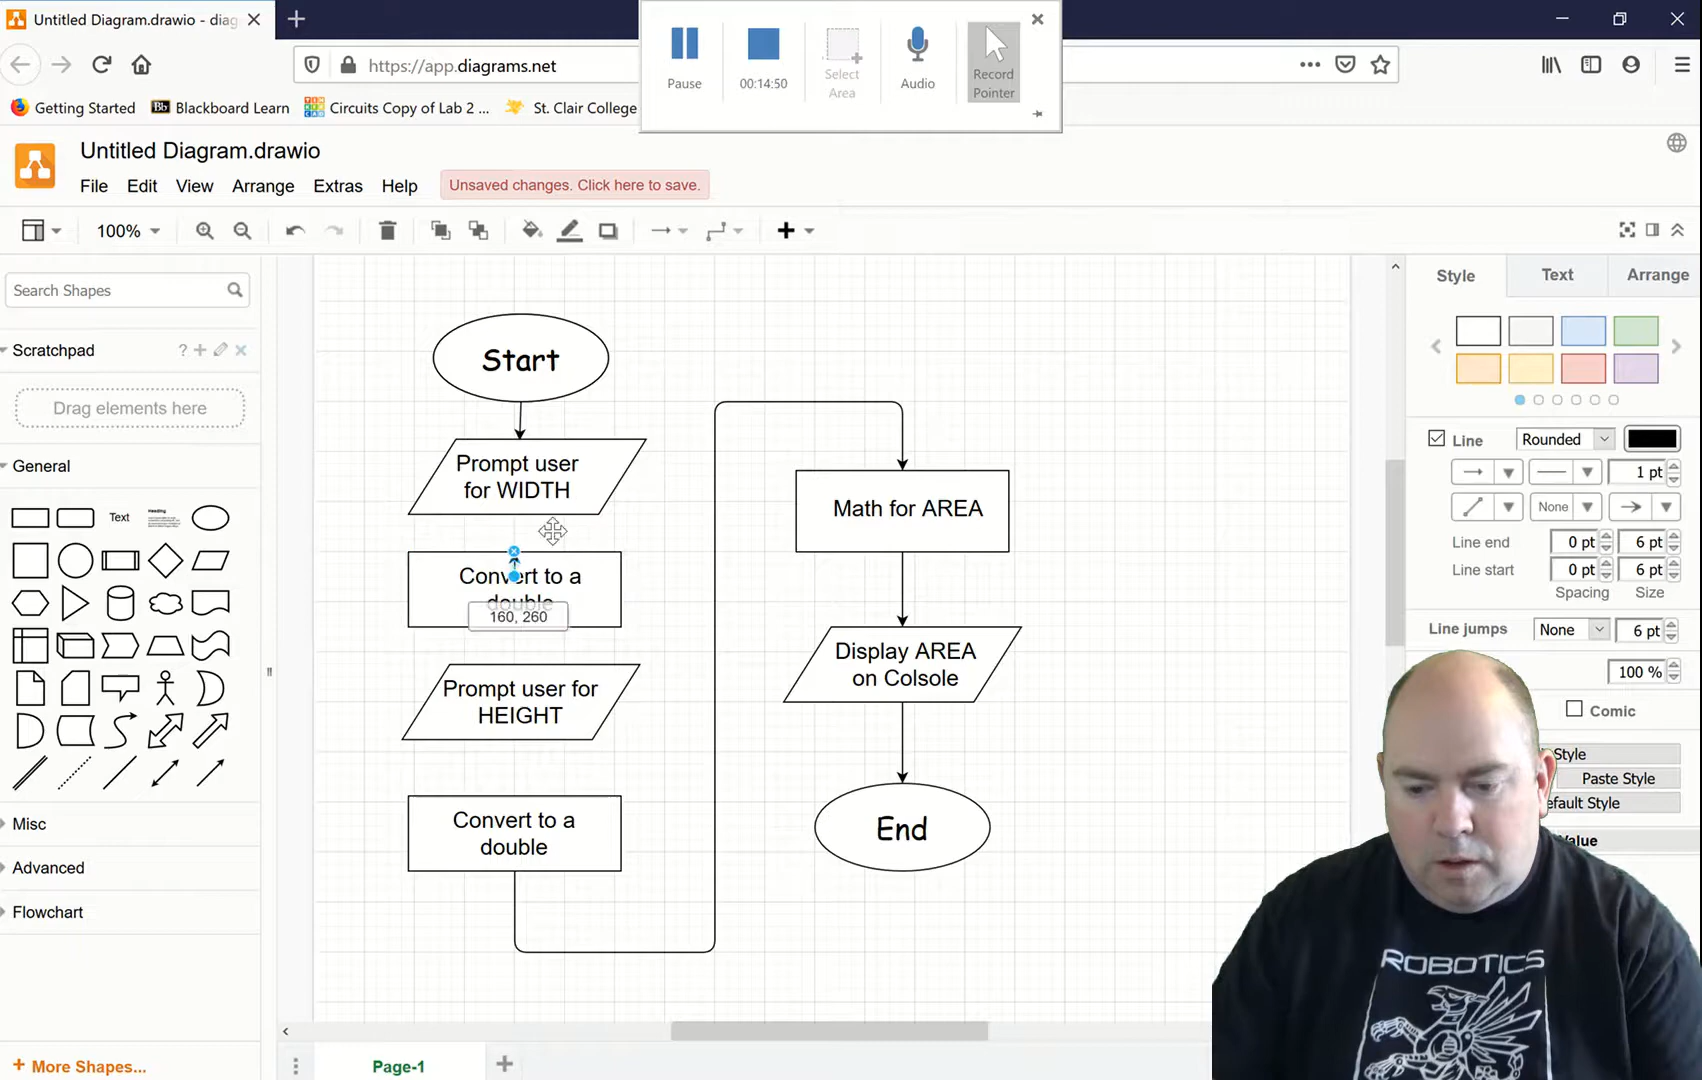 Untitled Diagram.drawio - diag
Pause
00:14:50
Select
Area
Audio
Record
Pointer
https://app.diagrams.net
Getting Started
Bb
Blackboard Learn
Circuits Copy of Lab 2 ...
St. Clair College
Untitled Diagram.drawio
File
Edit
View
Arrange
Extras
Help
Unsaved changes. Click here to save.
100%
Search Shapes
Scratchpad
?
Drag elements here
General
Text
Heading
Misc
Advanced
Flowchart
+ More Shapes...
Start
Prompt user
for WIDTH
Convert to a
double
160, 260
Prompt user for
HEIGHT
Convert to a
double
Math for AREA
Display AREA
on Colsole
End
Page-1
Style
Text
Arrange
Line
Rounded
1 pt
None
Line end
0 pt
6 pt
Line start
0 pt
6 pt
Spacing
Size
Line jumps
None
6 pt
100 %
Comic
Style
Paste Style
efault Style
Value
ROBOTICS